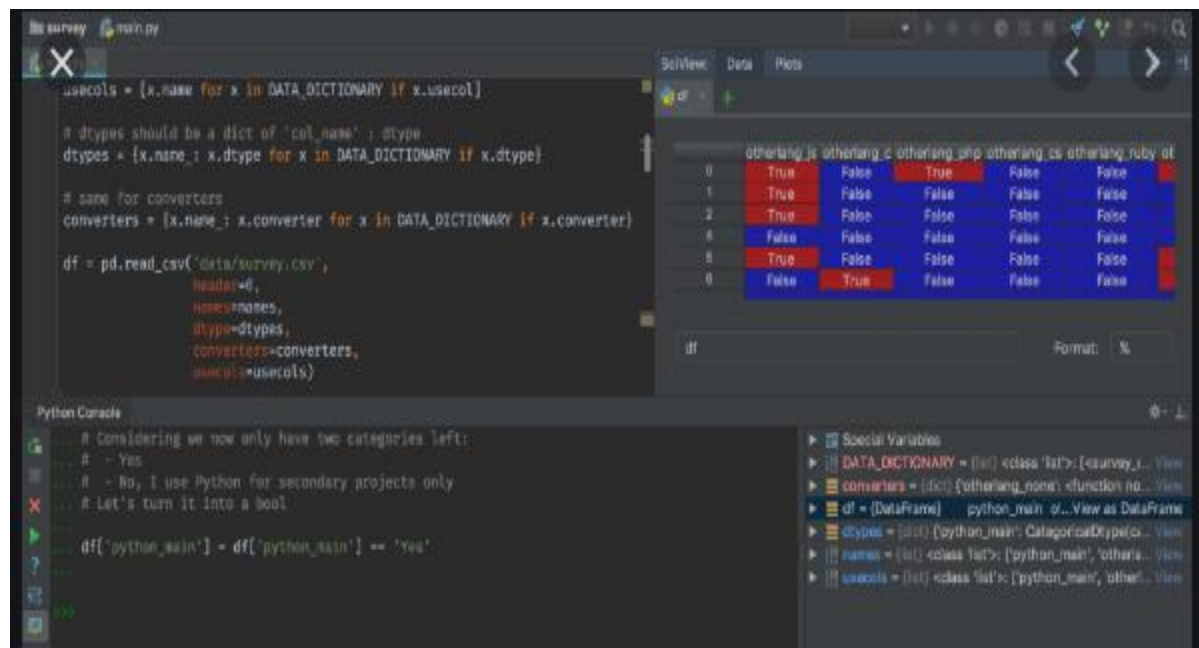 survey main.py
usecols = [x.name for x in DATA_DICTIONARY if x.usecol]
# dtypes should be a dict of 'col_name' : dtype
dtypes = {x.name_: x.dtype for x in DATA_DICTIONARY if x.dtype}
# same for converters
converters = {x.name_: x.converter for x in DATA_DICTIONARY if x.converter}
df = pd.read_csv('data/survey.csv',
header=0,
names=names,
dtype=dtypes,
converters=converters,
usecols=usecols)
SciView: Data Plots
df
otherlang_js otherlang_c otherlang_php otherlang_cs otherlang_ruby ot
0 True False True False False
1 True False False False False
2 True False False False False
False False False False False
True False False False False
False True False False False
df Format: %
Python Console
# Considering we now only have two categories left:
# - Yes
# - No, I use Python for secondary projects only
# Let's turn it into a bool
df['python_main'] = df['python_main'] == 'Yes'
>>>
Special Variables
DATA_DICTIONARY = {list} <class 'list'>: [<survey_... View
converters = {dict} {'otherlang_none': <function no... View
df = {DataFrame} python_main ot...View as DataFrame
dtypes = {dict} {'python_main': CategoricalDtype(c... View
names = {list} <class 'list'>: ['python_main', 'otherla... View
usecols = {list} <class 'list'>: ['python_main', 'other... View